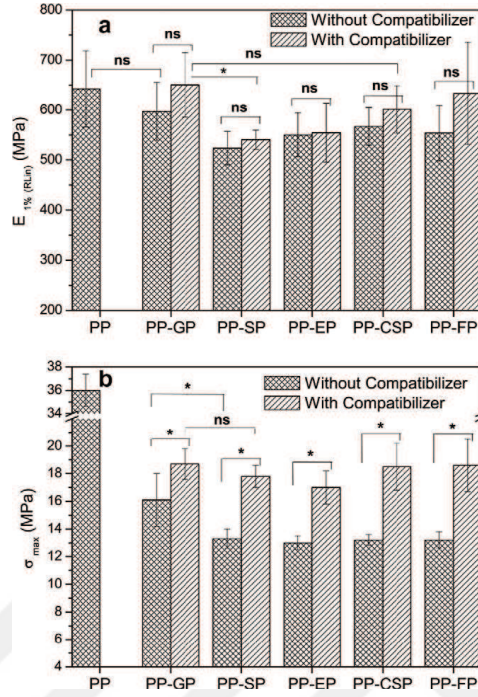 800
700
600
500
400
300
200
E 1% (RLin) (MPa)
a
Without Compatibilizer
With Compatibilizer
ns
ns
*
ns
ns
ns
ns
ns
PP
PP-GP
PP-SP
PP-EP
PP-CSP
PP-FP
38
36
34
20
18
16
14
12
10
8
6
4
σ max (MPa)
b
Without Compatibilizer
With Compatibilizer
*
*
ns
*
*
*
*
PP
PP-GP
PP-SP
PP-EP
PP-CSP
PP-FP